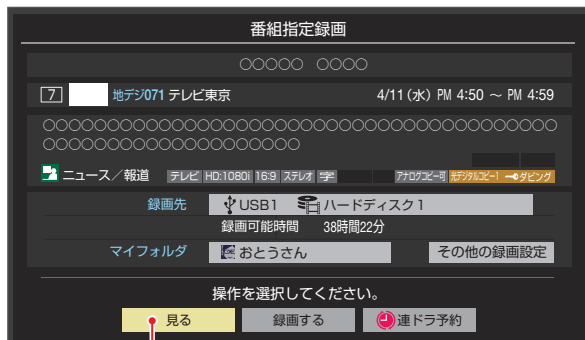 番組指定録画
○○○○○ ○○○○
7 地デジ071 テレビ東京 4/11(水) PM 4:50 ~ PM 4:59
○○○○○○○○○○○○○○○○○○○○○○○○○○○○○○○○○○○○○○○○
○○○○○○○○○○○○○○○○○○○○
ニュース/報道 テレビ HD:1080i 16:9 ステレオ 字 アナログコピー可 光デジタルコピー1 ダビング
録画先 USB1 ハードディスク1
録画可能時間 38時間22分
マイフォルダ おとうさん その他の録画設定
操作を選択してください。
見る 録画する 連ドラ予約